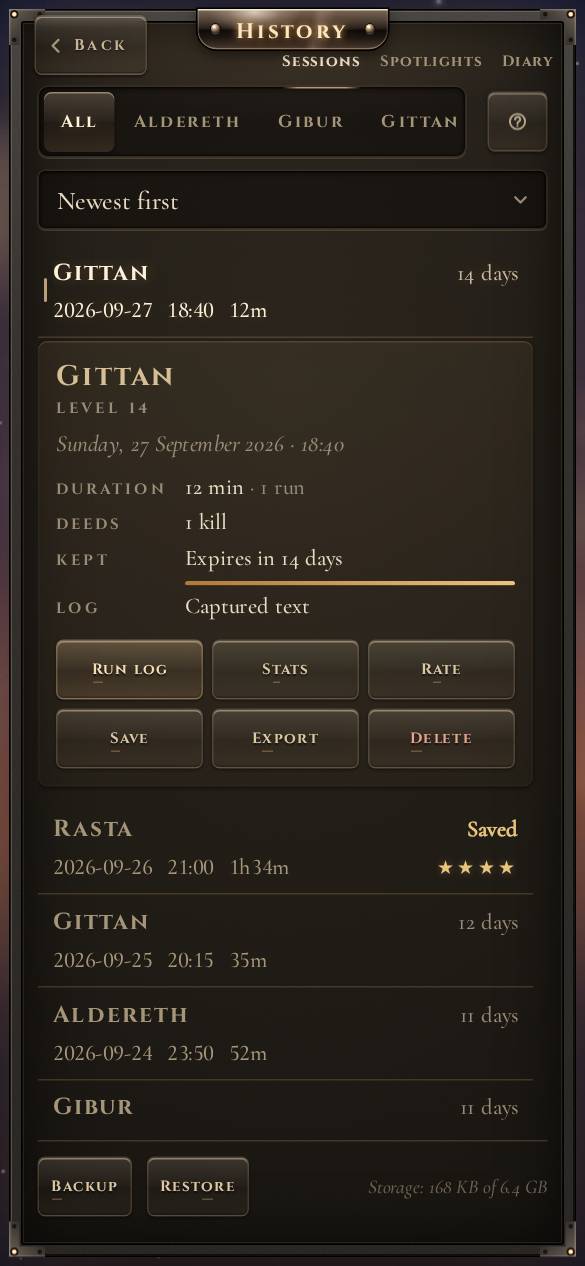 History
Back
Sessions Spotlights Diary
All Aldereth Gibur Gittan
Newest first
Gittan 14 days
2026-09-27 18:40 12m
Gittan
LEVEL 14
Sunday, 27 September 2026 · 18:40
DURATION 12 min · 1 run
DEEDS 1 kill
KEPT Expires in 14 days
LOG Captured text
Run log Stats Rate
Save Export Delete
Rasta Saved
2026-09-26 21:00 1h34m ★★★★
Gittan 12 days
2026-09-25 20:15 35m
Aldereth 11 days
2026-09-24 23:50 52m
Gibur 11 days
Backup Restore Storage: 168 KB of 6.4 GB